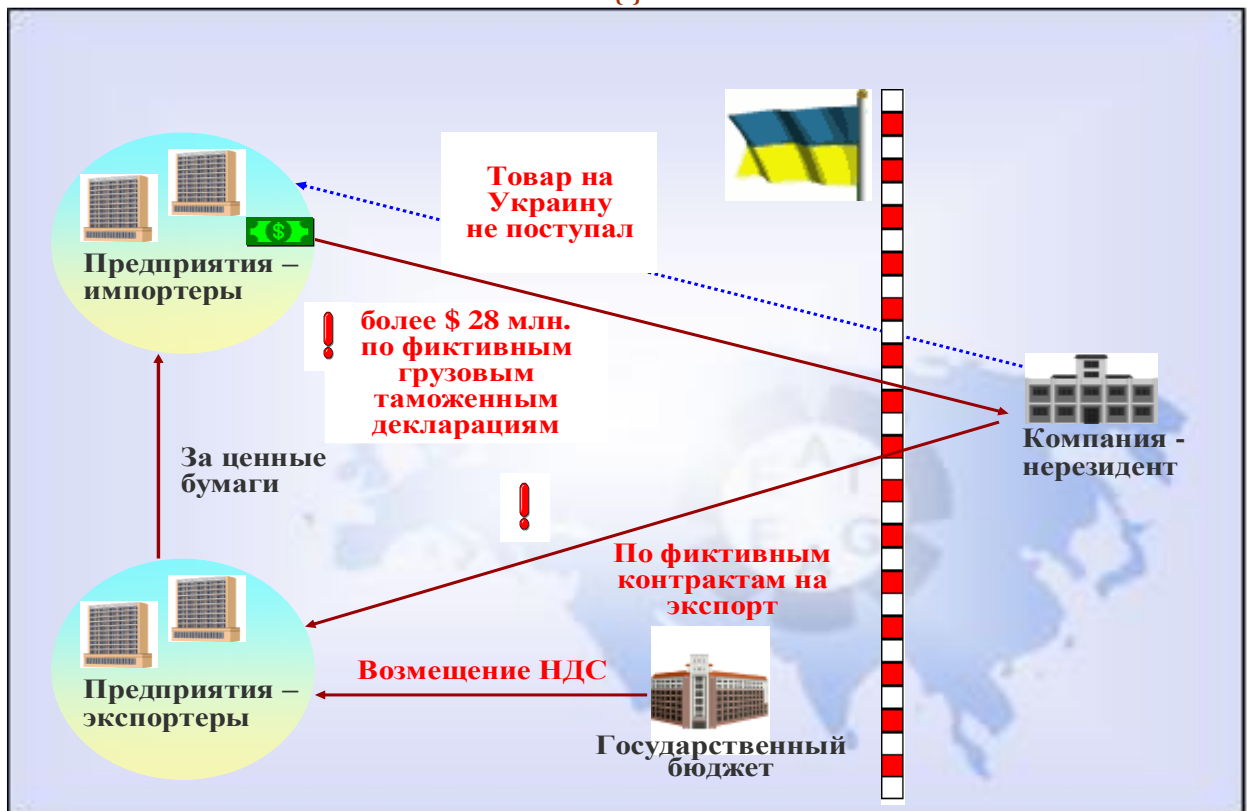 Товар на
Украину
не поступал
Предприятия –
импортеры
более $ 28 млн.
по фиктивным
грузовым
таможенным
декларациям
Компания -
нерезидент
За ценные
бумаги
По фиктивным
контрактам на
экспорт
Возмещение НДС
Предприятия –
экспортеры
Государственный
бюджет